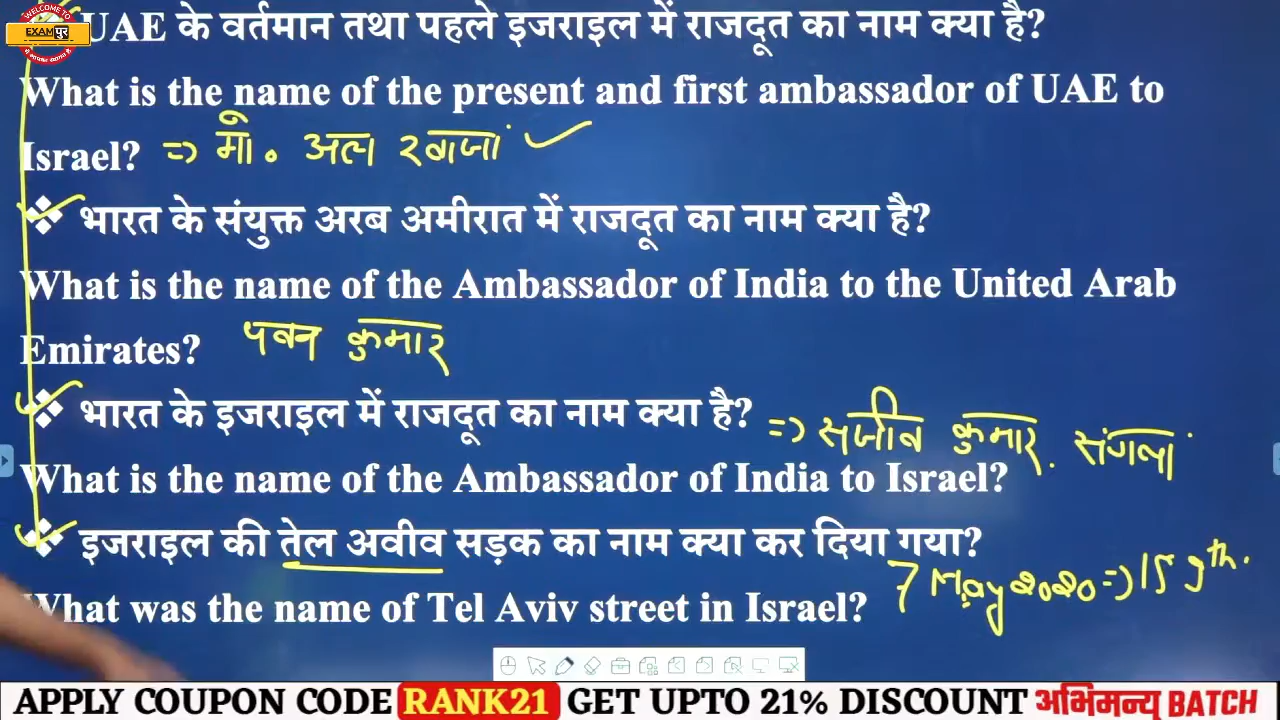 WELCOME TO
EXAMपुर
UAE के वर्तमान तथा पहले इजराइल में राजदूत का नाम क्या है?
What is the name of the present and first ambassador of UAE to
Israel? => मो. अल
भारत के संयुक्त अरब अमीरात में राजदूत का नाम क्या है?
What is the name of the Ambassador of India to the United Arab
Emirates? पवन कुमार
भारत के इजराइल में राजदूत का नाम क्या है? => कुमार
What is the name of the Ambassador of India to Israel?
इजराइल की तेल अवीव सड़क का नाम क्या कर दिया गया?
What was the name of Tel Aviv street in Israel? 7 May 2020 =>
APPLY COUPON CODE RANK21 GET UPTO 21% DISCOUNT अभिमन्यु BATCH